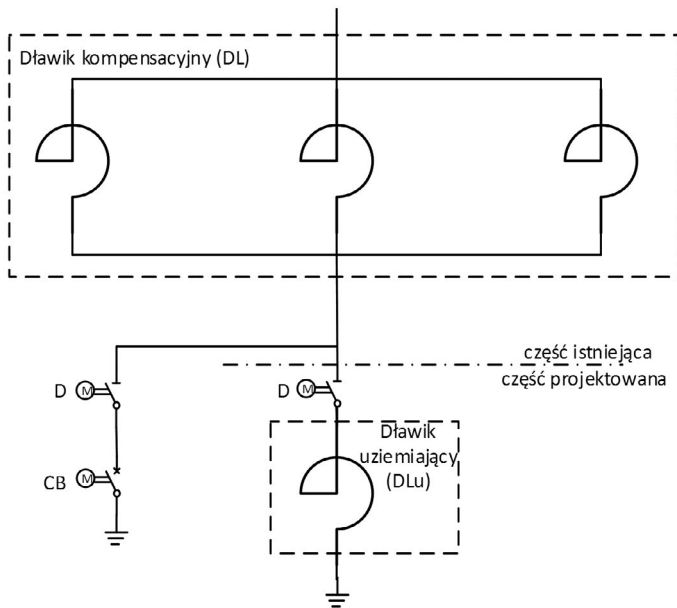 Dławik kompensacyjny (DL)
część istniejąca
część projektowana
D M
D M
Dławik
uziemiający
(DLu)
CB M